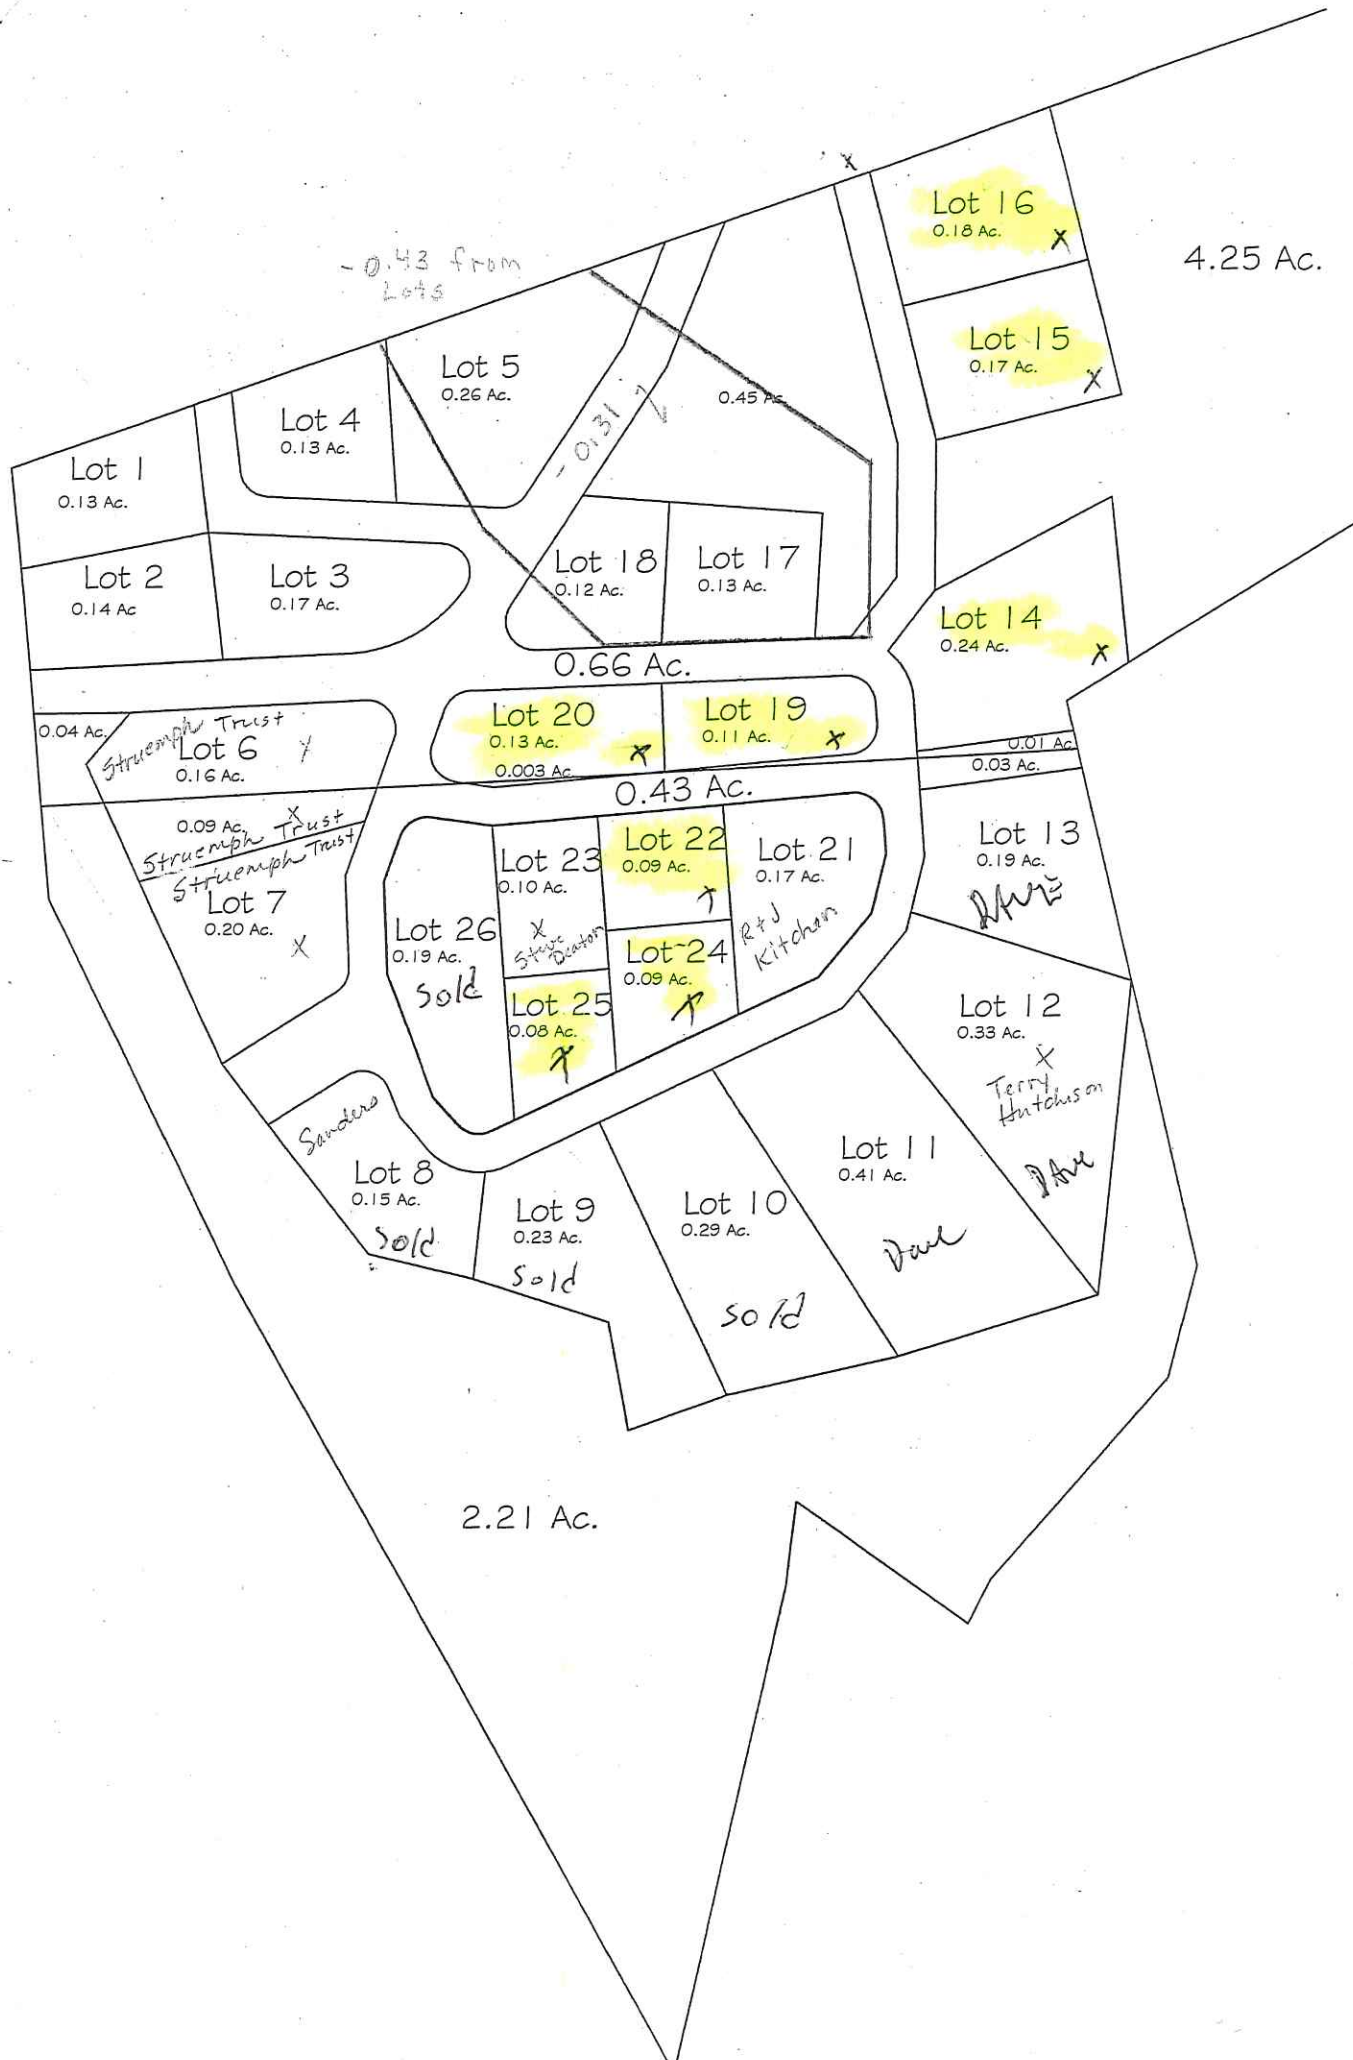 x
Lot 16
0.18 Ac.
x
4.25 Ac.
-0.43 from
Lots
Lot 15
0.17 Ac.
x
Lot 5
0.26 Ac.
0.45 Ac.
-0.31
Lot 4
0.13 Ac.
Lot 1
0.13 Ac.
Lot 2
0.14 Ac
Lot 3
0.17 Ac.
Lot 18
0.12 Ac.
Lot 17
0.13 Ac.
Lot 14
0.24 Ac.
x
0.66 Ac.
0.04 Ac.
Struemph Trust
Lot 6
0.16 Ac.
x
Lot 20
0.13 Ac.
x
0.003 Ac.
Lot 19
0.11 Ac.
x
0.01 Ac
0.03 Ac.
0.43 Ac.
0.09 Ac.
x
Struemph Trust
Struemph Trust
Lot 7
0.20 Ac.
x
Lot 26
0.19 Ac.
Sold
Lot 23
0.10 Ac.
x
Steve
Deaton
Lot 22
0.09 Ac.
x
Lot 21
0.17 Ac.
R+J
Kitchen
Lot 13
0.19 Ac.
Dave
Lot 24
0.09 Ac.
x
Lot 25
0.08 Ac.
x
Lot 12
0.33 Ac.
x
Terry
Hutchison
Dave
Sanders
Lot 8
0.15 Ac.
Sold
Lot 9
0.23 Ac.
Sold
Lot 10
0.29 Ac.
Sold
Lot 11
0.41 Ac.
Dave
2.21 Ac.